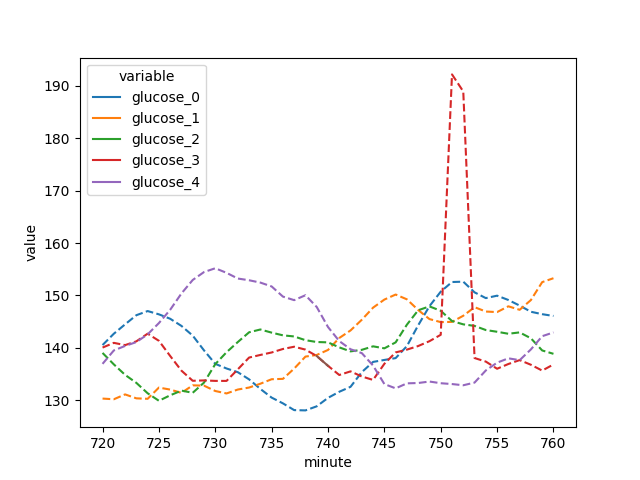 variable
glucose_0
glucose_1
glucose_2
glucose_3
glucose_4
190
180
170
160
150
140
130
value
720 725 730 735 740 745 750 755 760
minute